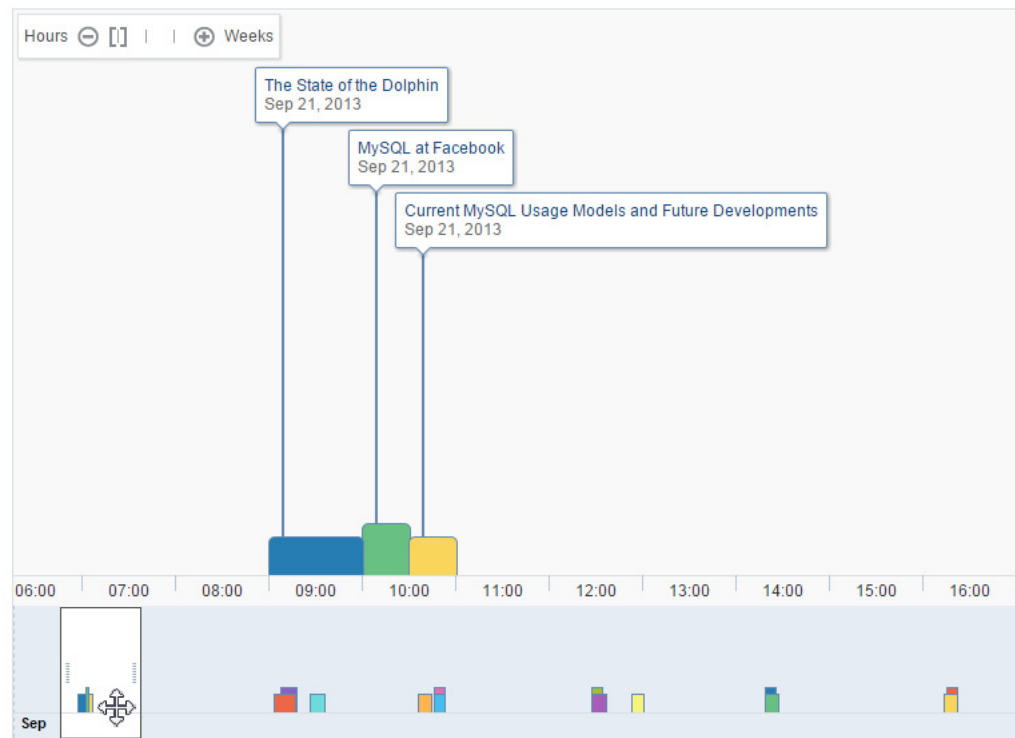 Hours Weeks
The State of the Dolphin
Sep 21, 2013
MySQL at Facebook
Sep 21, 2013
Current MySQL Usage Models and Future Developments
Sep 21, 2013
06:00 07:00 08:00 09:00 10:00 11:00 12:00 13:00 14:00 15:00 16:00
Sep